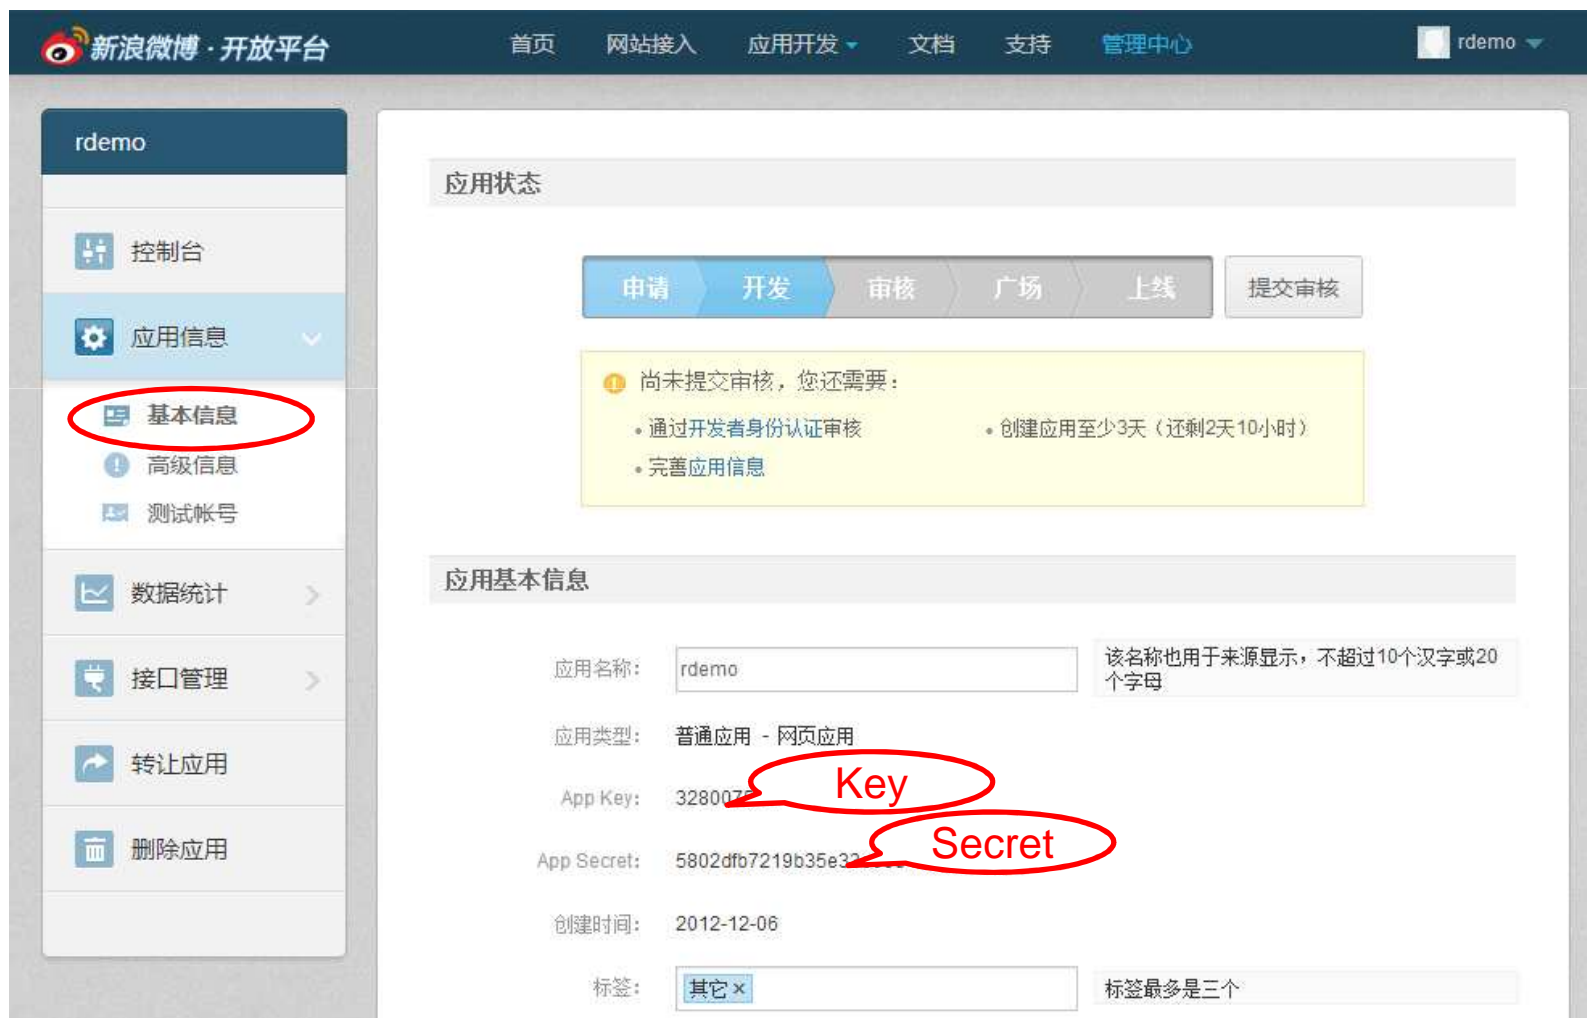 新浪微博·开放平台 首页 网站接入 应用开发 文档 支持 管理中心 rdemo
rdemo
控制台
应用信息
基本信息
高级信息
测试帐号
数据统计
接口管理
转让应用
删除应用
应用状态
申请 开发 审核 广场 上线 提交审核
尚未提交审核，您还需要：
• 通过开发者身份认证审核 • 创建应用至少3天（还剩2天10小时）
• 完善应用信息
应用基本信息
应用名称： rdemo
该名称也用于来源显示，不超过10个汉字或20
个字母
应用类型： 普通应用 - 网页应用
Key
App Key：
Secret
App Secret：
创建时间： 2012-12-06
标签： 其它 × 标签最多是三个